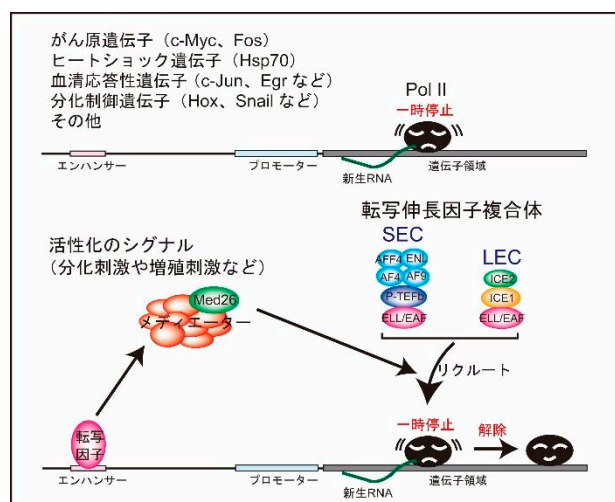 がん原遺伝子（c-Myc、Fos）
ヒートショック遺伝子（Hsp70）
血清応答性遺伝子（c-Jun、Egr など）
分化制御遺伝子（Hox、Snail など）
その他
Pol II
一時停止
エンハンサー
プロモーター
新生RNA
遺伝子領域
転写伸長因子複合体
SEC
LEC
活性化のシグナル
（分化刺激や増殖刺激など）
AFF4
ENL
AF4
AF9
P-TEFb
ELL/EAF
ICE2
ICE1
ELL/EAF
Med26
メディエーター
リクルート
転写
因子
一時停止
解除
エンハンサー
プロモーター
新生RNA
遺伝子領域